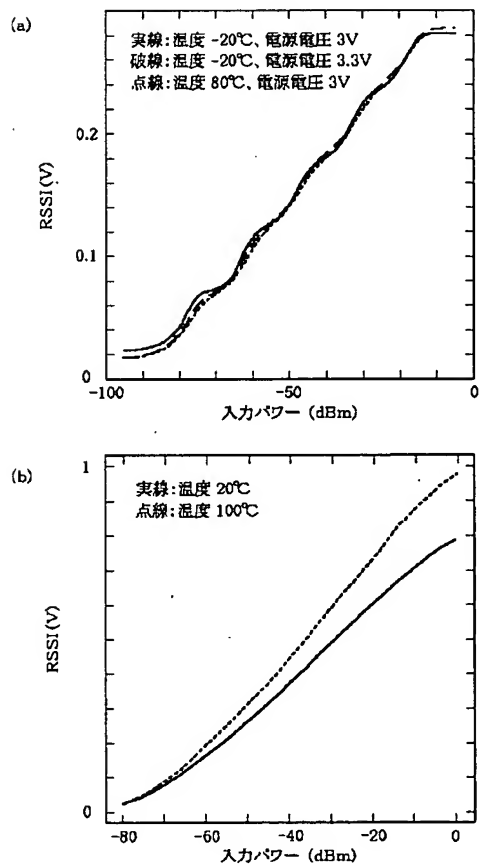 (a)
実線:温度 -20℃、電源電圧 3V
破線:温度 -20℃、電源電圧 3.3V
点線:温度 80℃、電源電圧 3V
0.2
0.1
0
RSSI(V)
-100
-50
0
入力パワー (dBm)
(b)
実線:温度 20℃
点線:温度 100℃
1
0
RSSI(V)
-80
-60
-40
-20
0
入力パワー (dBm)